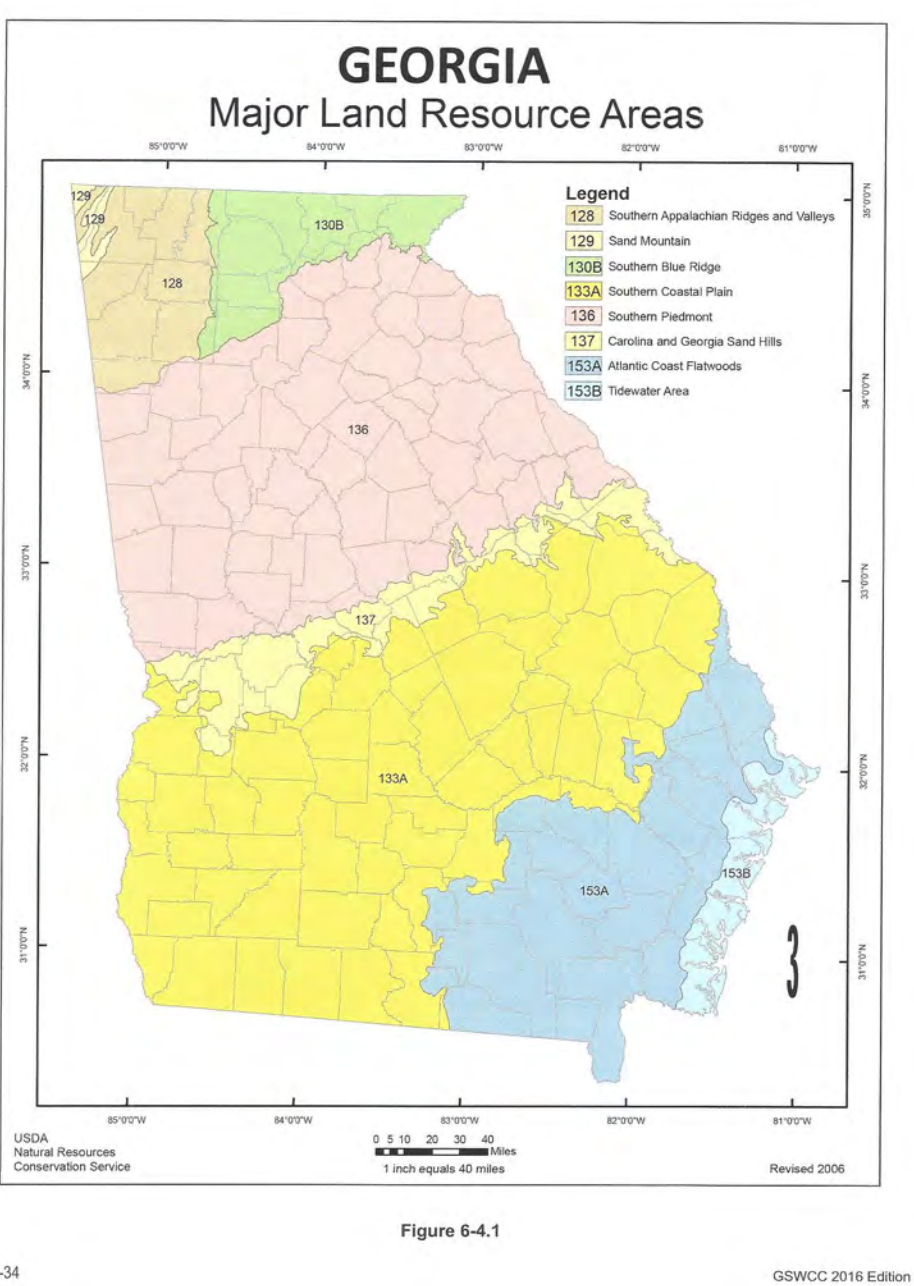 GEORGIA
Major Land Resource Areas
85°0'0"W 84°0'0"W 83°0'0"W 82°0'0"W 81°0'0"W
Legend
128 Southern Appalachian Ridges and Valleys
129 Sand Mountain
130B Southern Blue Ridge
133A Southern Coastal Plain
136 Southern Piedmont
137 Carolina and Georgia Sand Hills
153A Atlantic Coast Flatwoods
153B Tidewater Area
129
129
130B
128
136
137
133A
153A
153B
35°0'0"N
34°0'0"N
34°0'0"N
33°0'0"N
33°0'0"N
32°0'0"N
32°0'0"N
31°0'0"N
31°0'0"N
3
85°0'0"W 84°0'0"W 83°0'0"W 82°0'0"W 81°0'0"W
USDA
Natural Resources
Conservation Service
0 5 10 20 30 40
Miles
1 inch equals 40 miles
Revised 2006
Figure 6-4.1
-34
GSWCC 2016 Edition